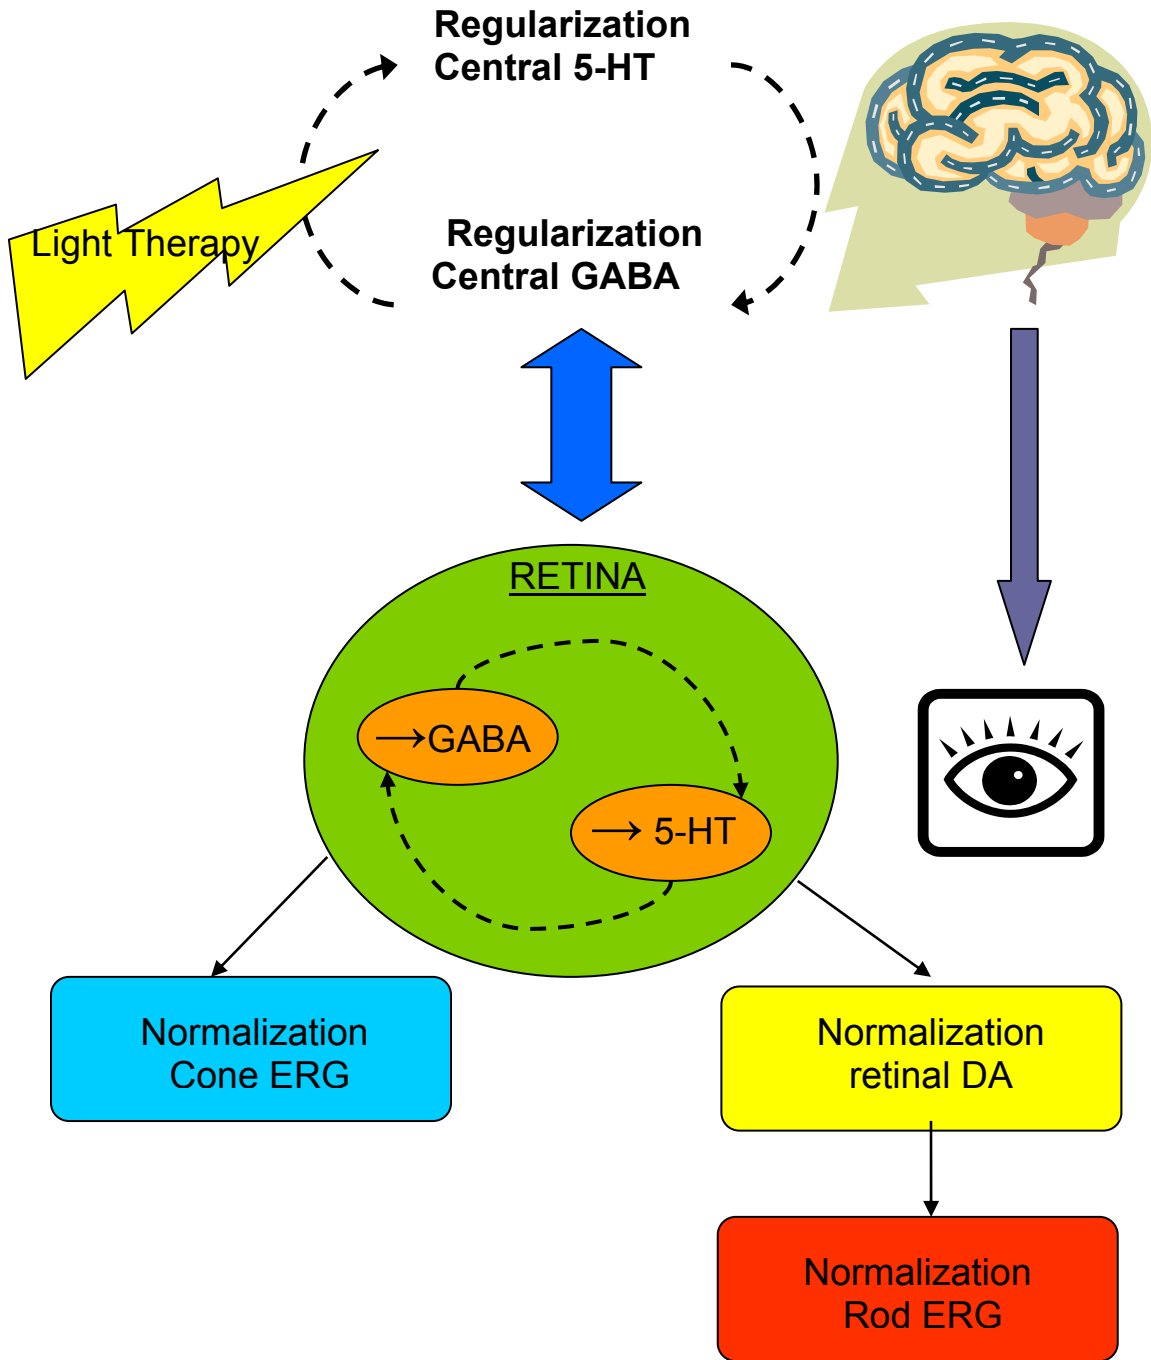 Regularization
Central 5-HT
Light Therapy
Regularization
Central GABA
RETINA
→GABA
→ 5-HT
Normalization
Cone ERG
Normalization
retinal DA
Normalization
Rod ERG